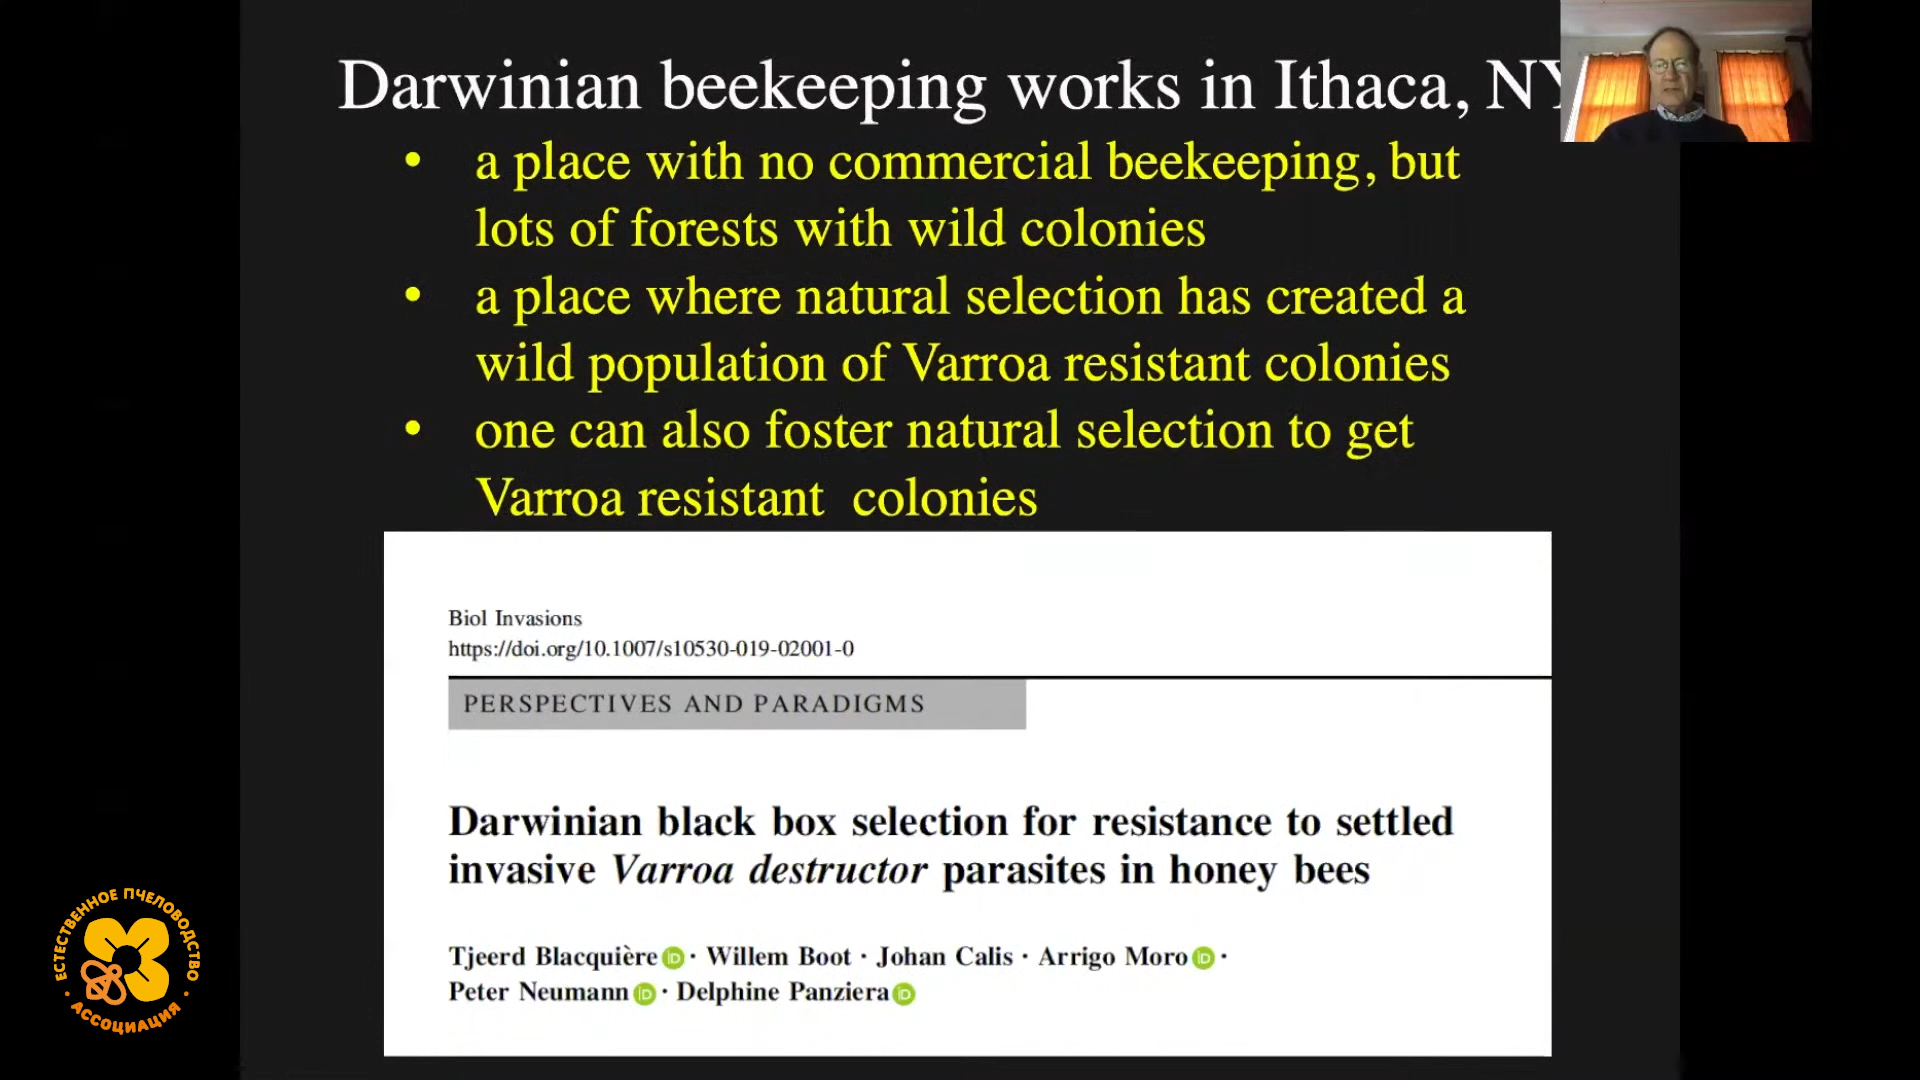 Darwinian beekeeping works in Ithaca, NY
• a place with no commercial beekeeping, but
lots of forests with wild colonies
• a place where natural selection has created a
wild population of Varroa resistant colonies
• one can also foster natural selection to get
Varroa resistant colonies
Biol Invasions
https://doi.org/10.1007/s10530-019-02001-0
PERSPECTIVES AND PARADIGMS
Darwinian black box selection for resistance to settled
invasive Varroa destructor parasites in honey bees
Tjeerd Blacquière iD · Willem Boot · Johan Calis · Arrigo Moro iD ·
Peter Neumann iD · Delphine Panziera iD
ЕСТЕСТВЕННОЕ ПЧЕЛОВОДСТВО
· АССОЦИАЦИЯ ·